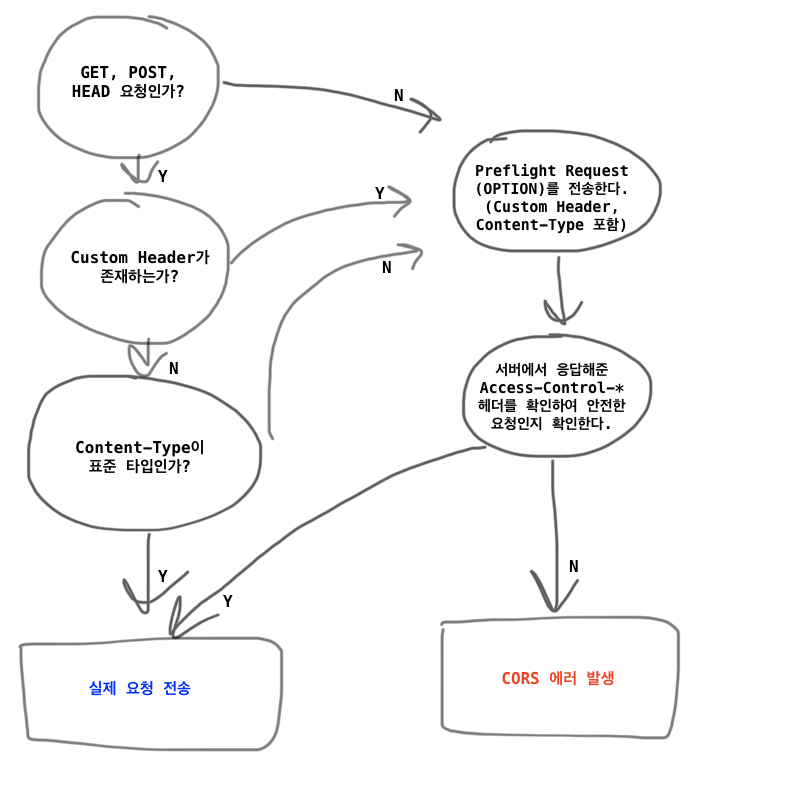 GET, POST,
HEAD 요청인가?
N
Y
Preflight Request
(OPTION)를 전송한다.
(Custom Header,
Content-Type 포함)
Y
Custom Header가
존재하는가?
N
N
서버에서 응답해준
Access-Control-*
헤더를 확인하여 안전한
요청인지 확인한다.
Content-Type이
표준 타입인가?
Y
Y
N
실제 요청 전송
CORS 에러 발생